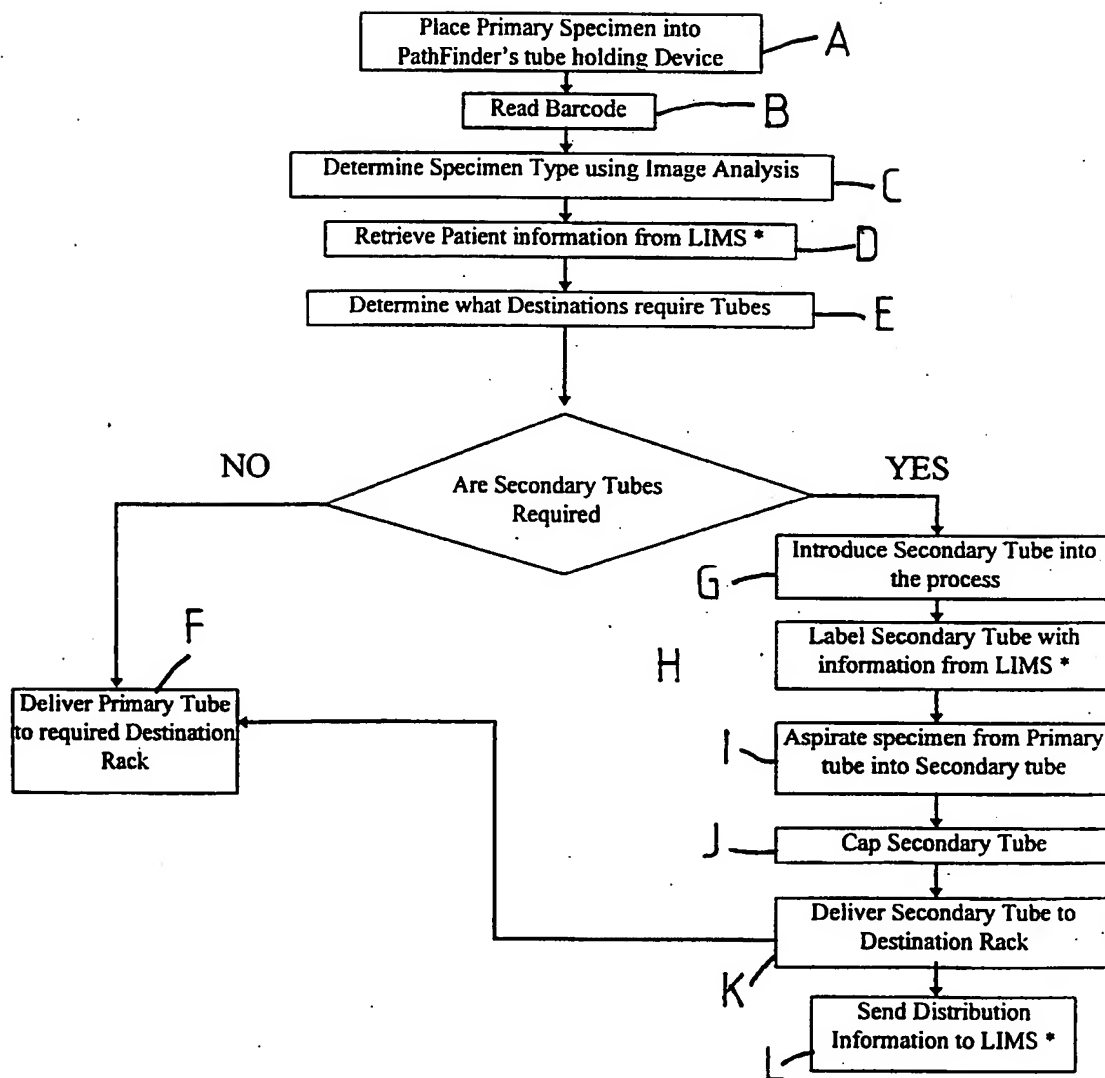 Place Primary Specimen into
PathFinder's tube holding Device
A
Read Barcode
B
Determine Specimen Type using Image Analysis
C
Retrieve Patient information from LIMS *
D
Determine what Destinations require Tubes
E
NO
YES
Are Secondary Tubes
Required
Introduce Secondary Tube into
the process
G
F
Label Secondary Tube with
information from LIMS *
H
Deliver Primary Tube
to required Destination
Rack
Aspirate specimen from Primary
tube into Secondary tube
I
J
Cap Secondary Tube
Deliver Secondary Tube to
Destination Rack
K
Send Distribution
Information to LIMS *
L